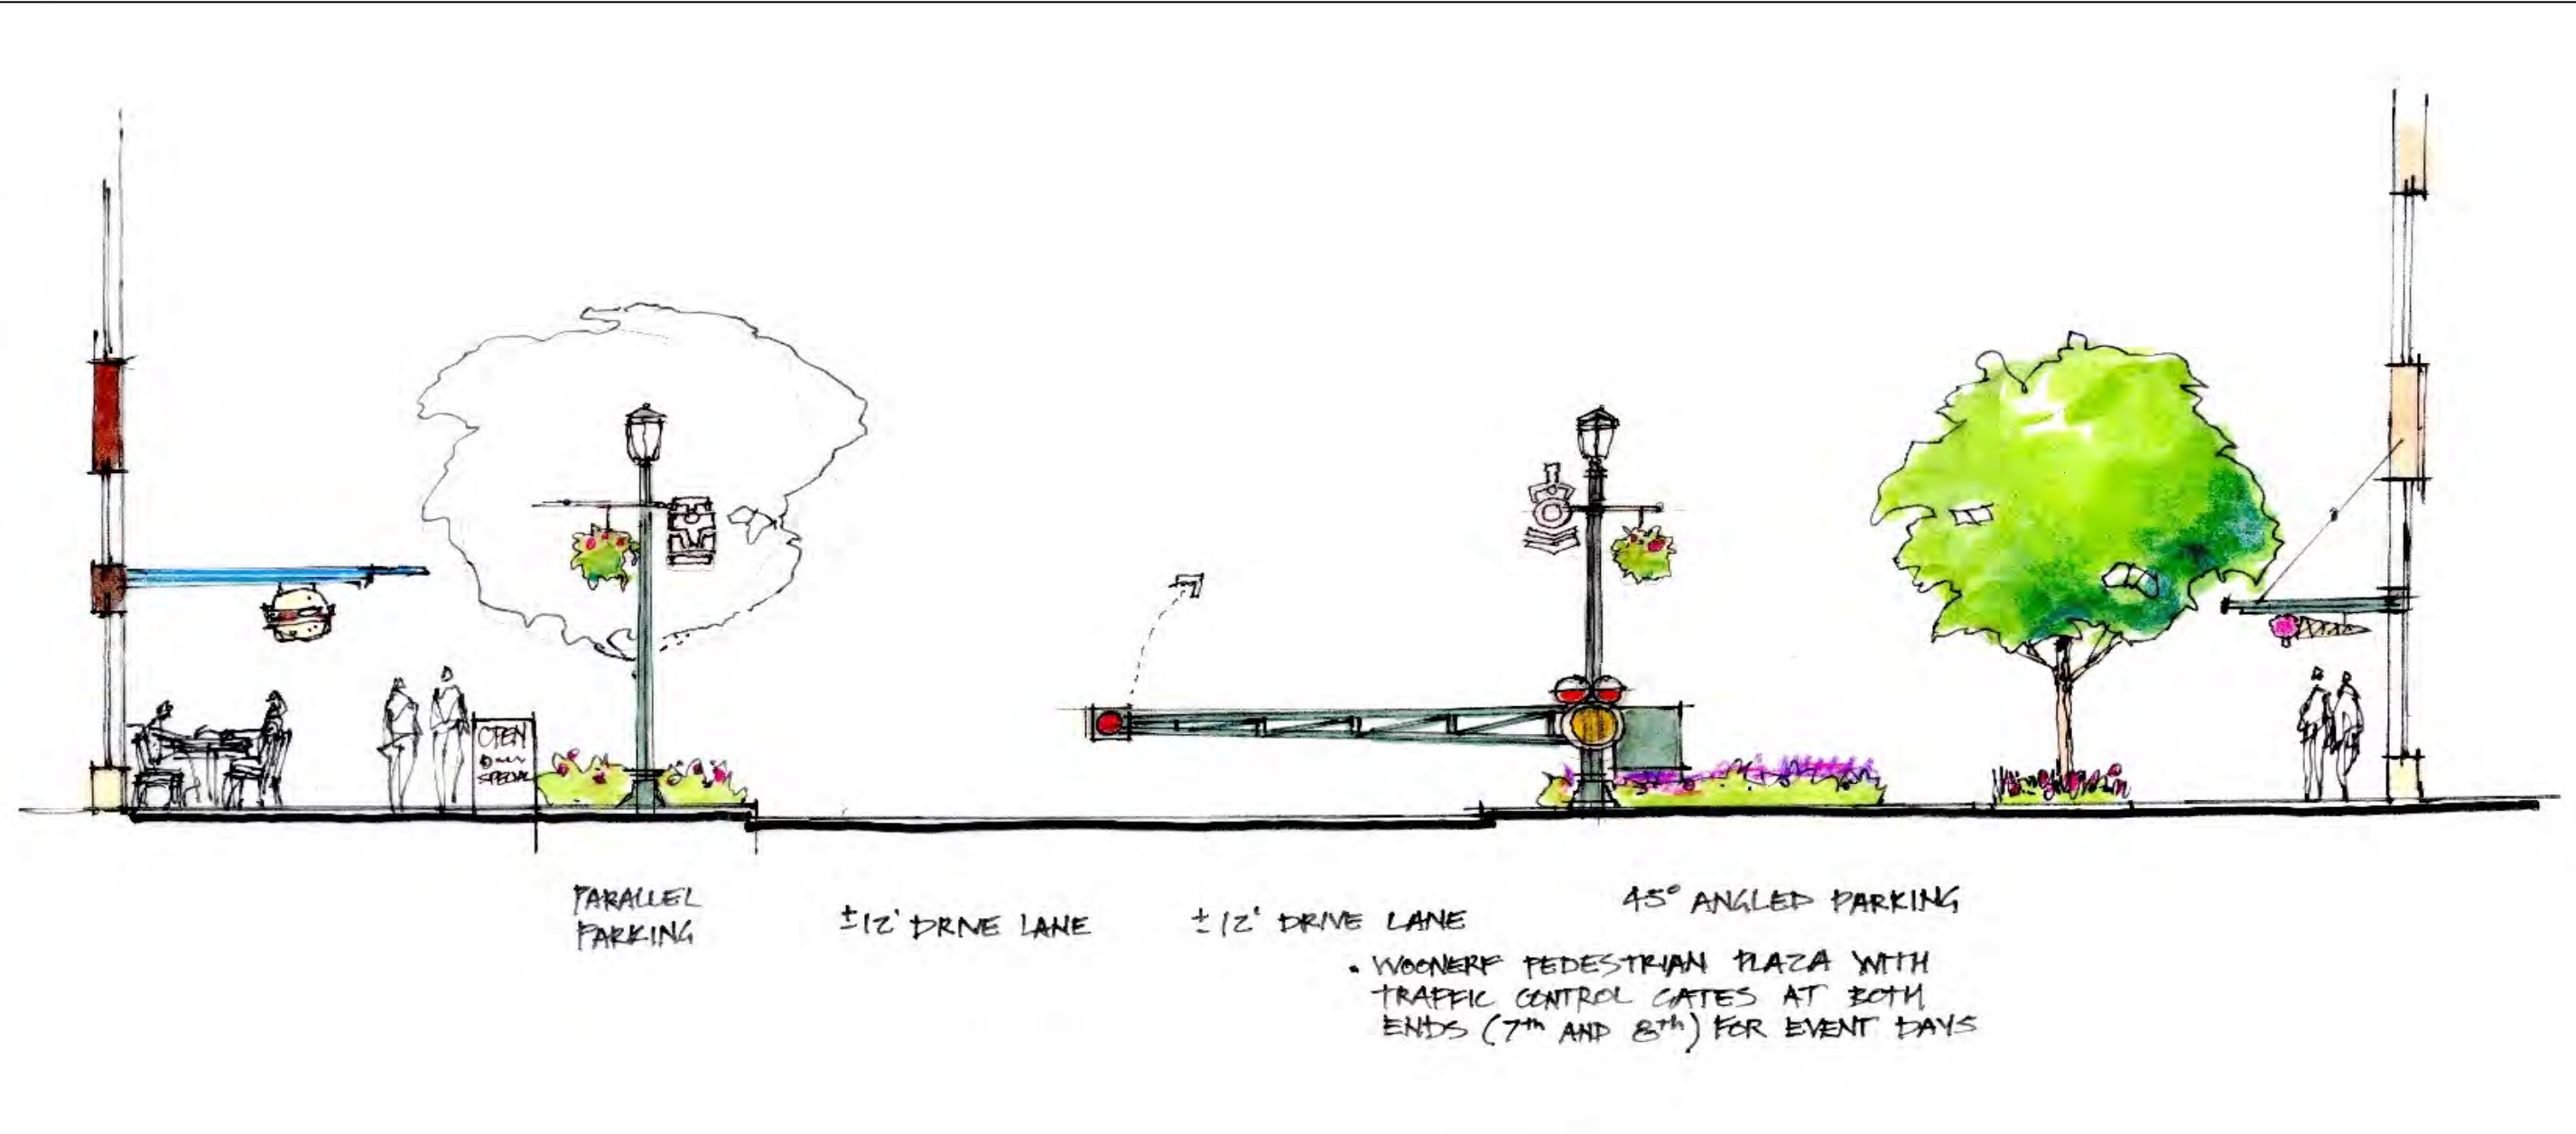 OPEN
SPECIAL
PARALLEL
PARKING
±12' DRIVE LANE
±12' DRIVE LANE
45° ANGLED PARKING
• WOONERF PEDESTRIAN PLAZA WITH
TRAFFIC CONTROL GATES AT BOTH
ENDS (7th AND 8th) FOR EVENT DAYS